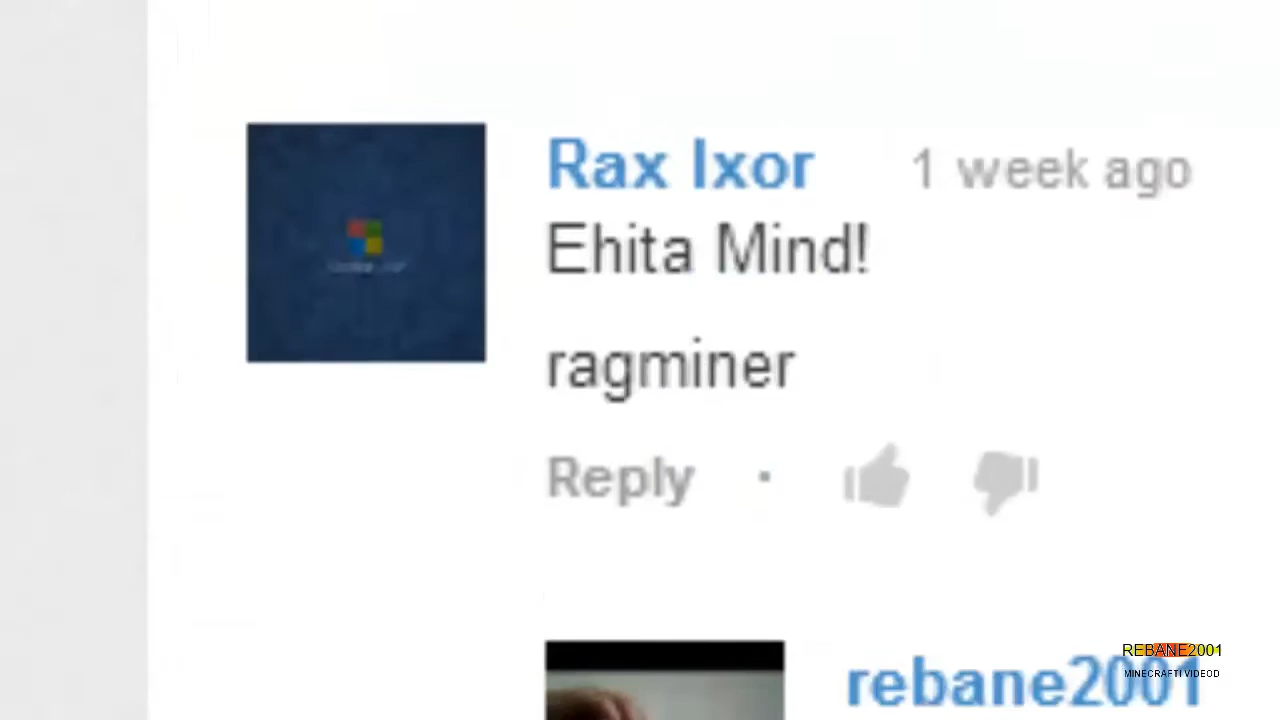 Rax Ixor 1 week ago
Ehita Mind!
ragminer
Reply ·
rebane2001
REBANE2001
MINECRAFTI VIDEOD